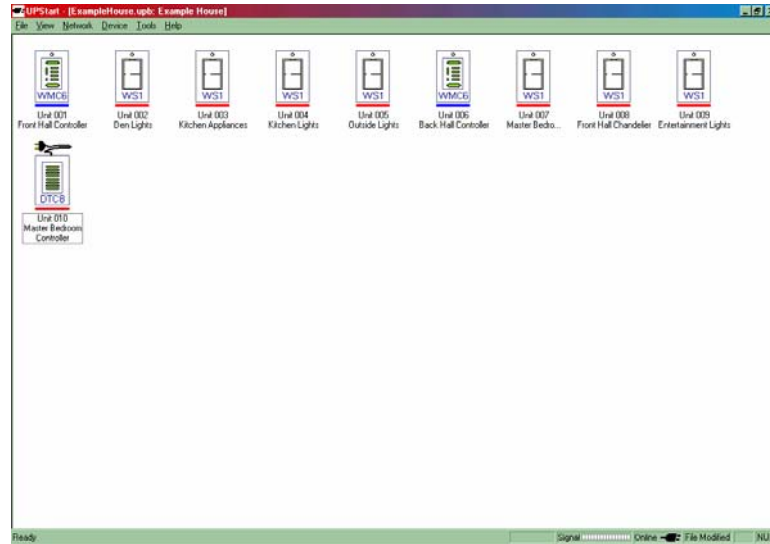 UPStart - [ExampleHouse.upb: Example House]
File View Network Device Tools Help
WMC6 WS1 WS1 WS1 WS1 WMC6 WS1 WS1 WS1
Unit 001 Unit 002 Unit 003 Unit 004 Unit 005 Unit 006 Unit 007 Unit 008 Unit 009
Front Hall Controller Den Lights Kitchen Appliances Kitchen Lights Outside Lights Back Hall Controller Master Bedro... Front Hall Chandelier Entertainment Lights
DTC8
Unit 010
Master Bedroom
Controller
Ready Signal Online File Modified NU